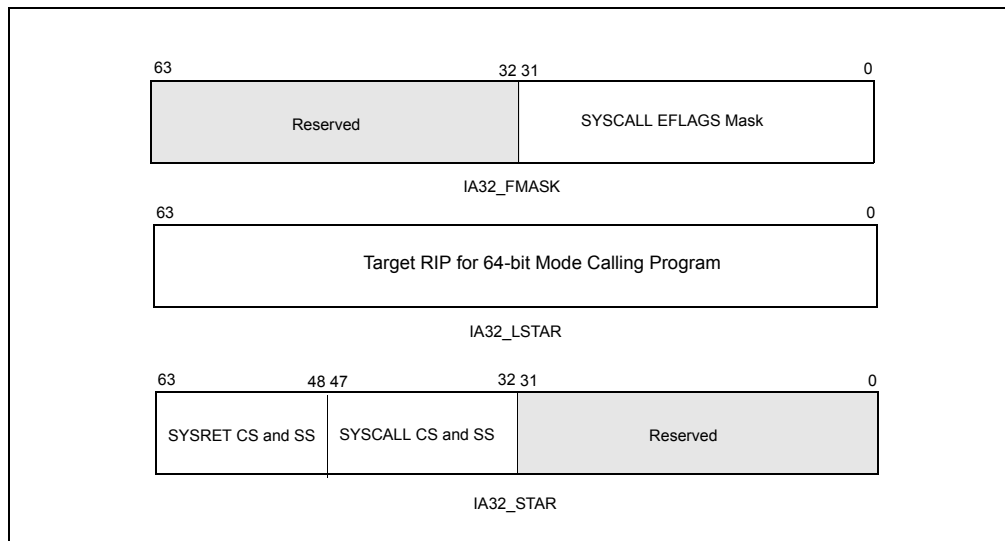 63 32 31 0
Reserved SYSCALL EFLAGS Mask
IA32_FMASK
63 0
Target RIP for 64-bit Mode Calling Program
IA32_LSTAR
63 48 47 32 31 0
SYSRET CS and SS SYSCALL CS and SS Reserved
IA32_STAR